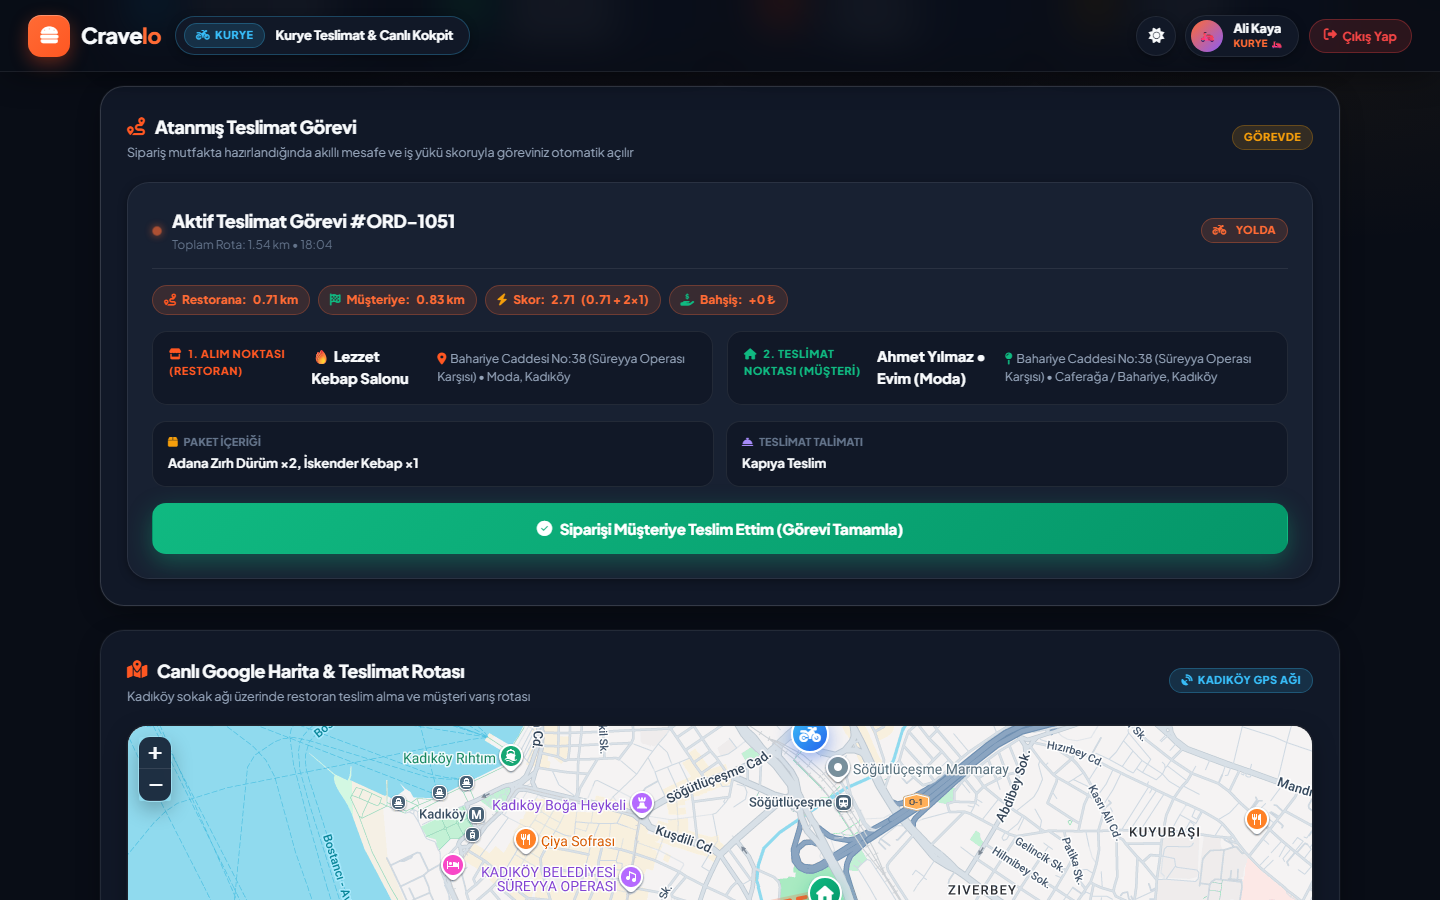 Cravelo
KURYE
Kurye Teslimat & Canlı Kokpit
Ali Kaya
KURYE
Çıkış Yap
Atanmış Teslimat Görevi
Sipariş mutfakta hazırlandığında akıllı mesafe ve iş yükü skoruyla göreviniz otomatik açılır
GÖREVDE
Aktif Teslimat Görevi #ORD-1051
Toplam Rota: 1.54 km • 18:04
YOLDA
Restorana: 0.71 km
Müşteriye: 0.83 km
Skor: 2.71 (0.71 + 2×1)
Bahşiş: +0 ₺
1. ALIM NOKTASI
(RESTORAN)
Lezzet
Kebap Salonu
Bahariye Caddesi No:38 (Süreyya Operası
Karşısı) • Moda, Kadıköy
2. TESLİMAT
NOKTASI (MÜŞTERİ)
Ahmet Yılmaz •
Evim (Moda)
Bahariye Caddesi No:38 (Süreyya Operası
Karşısı) • Caferağa / Bahariye, Kadıköy
PAKET İÇERİĞİ
Adana Zırh Dürüm ×2, İskender Kebap ×1
TESLİMAT TALİMATI
Kapıya Teslim
Siparişi Müşteriye Teslim Ettim (Görevi Tamamla)
Canlı Google Harita & Teslimat Rotası
Kadıköy sokak ağı üzerinde restoran teslim alma ve müşteri varış rotası
KADIKÖY GPS AĞI
+
−
Kadıköy Rıhtım
Cd.
Sk.
Söğütlüçeşme Cad.
Söğütlüçeşme Marmaray
Hızırbey Cd.
Sk.
Abdibey Sok.
Kadıköy Boğa Heykeli
Söğütlüçeşme
O-1
Kasrı Ali Cd.
Kadıköy
M
Kuşdili Cd.
KUYUBAŞI
Çiya Sofrası
Gelincik Sok.
Hilmibey Sok.
Patika Sk.
KADIKÖY BELEDİYESİ
SÜREYYA OPERASI
Sk.
ZIVERBEY